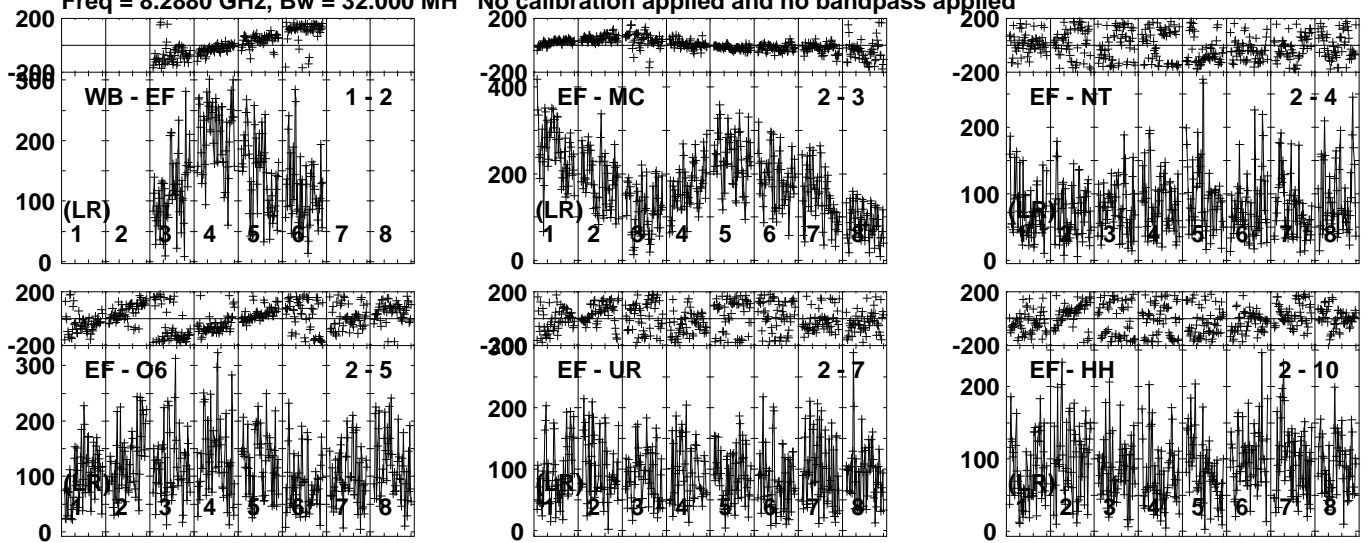 Freq = 8.2880 GHz, Bw = 32.000 MH No calibration applied and no bandpass applied
200
-200
300
WB - EF 1 - 2
200
100
(LR)
1 2 3 4 5 6 7 8
0
200
-200
400
EF - MC 2 - 3
200
(LR)
1 2 3 4 5 6 7 8
0
200
-200
EF - NT 2 - 4
200
100
(LR)
1 2 3 4 5 6 7 8
0
200
-200
300
EF - O6 2 - 5
200
100
(LR)
1 2 3 4 5 6 7 8
0
200
-200
300
EF - UR 2 - 7
200
100
(LR)
1 2 3 4 5 6 7 8
0
200
-200
EF - HH 2 - 10
200
100
(LR)
1 2 3 4 5 6 7 8
0